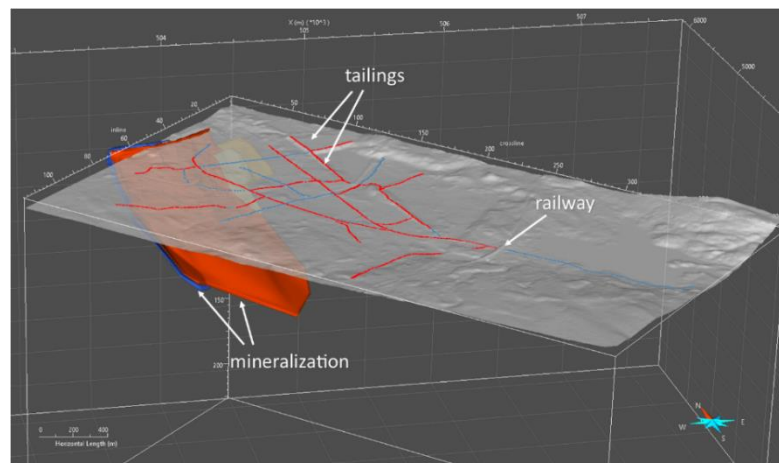 X (m) (*10^3)
504
505
506
507
6000
5000
tailings
20
40
60
80
100
inline
50
100
150
200
250
300
crossline
railway
150
200
mineralization
0
200
400
Horizontal Length (m)
N
E
W
S